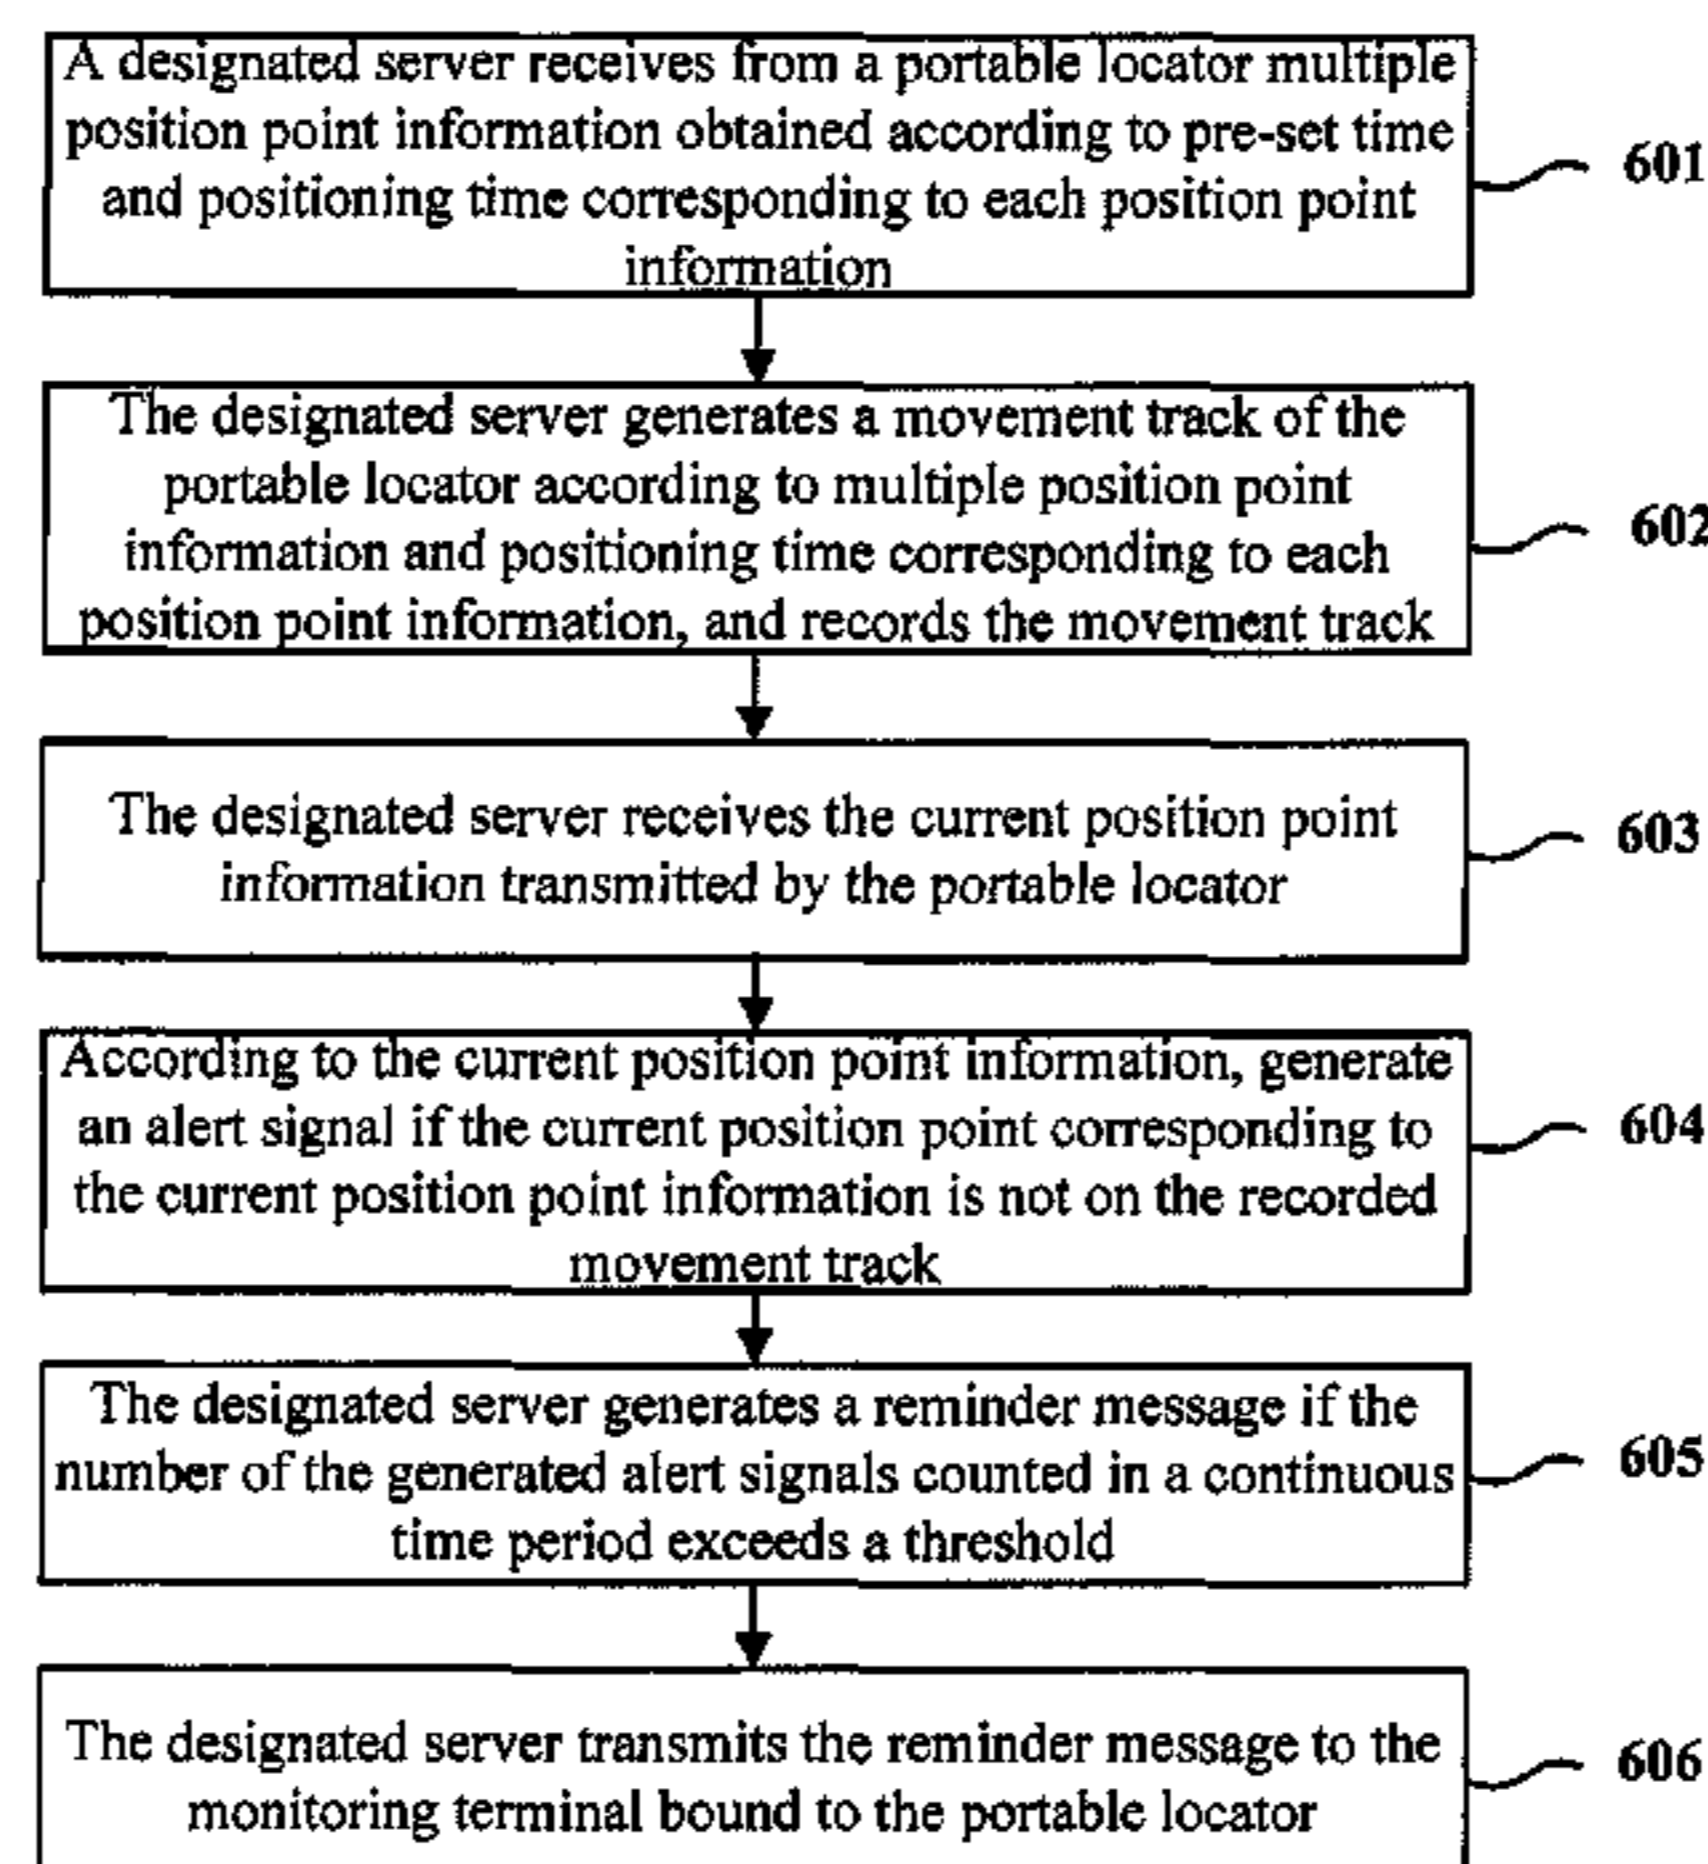 A designated server receives from a portable locator multiple
position point information obtained according to pre-set time
and positioning time corresponding to each position point
information
601
The designated server generates a movement track of the
portable locator according to multiple position point
information and positioning time corresponding to each
position point information, and records the movement track
602
The designated server receives the current position point
information transmitted by the portable locator
603
According to the current position point information, generate
an alert signal if the current position point corresponding to
the current position point information is not on the recorded
movement track
604
The designated server generates a reminder message if the
number of the generated alert signals counted in a continuous
time period exceeds a threshold
605
The designated server transmits the reminder message to the
monitoring terminal bound to the portable locator
606